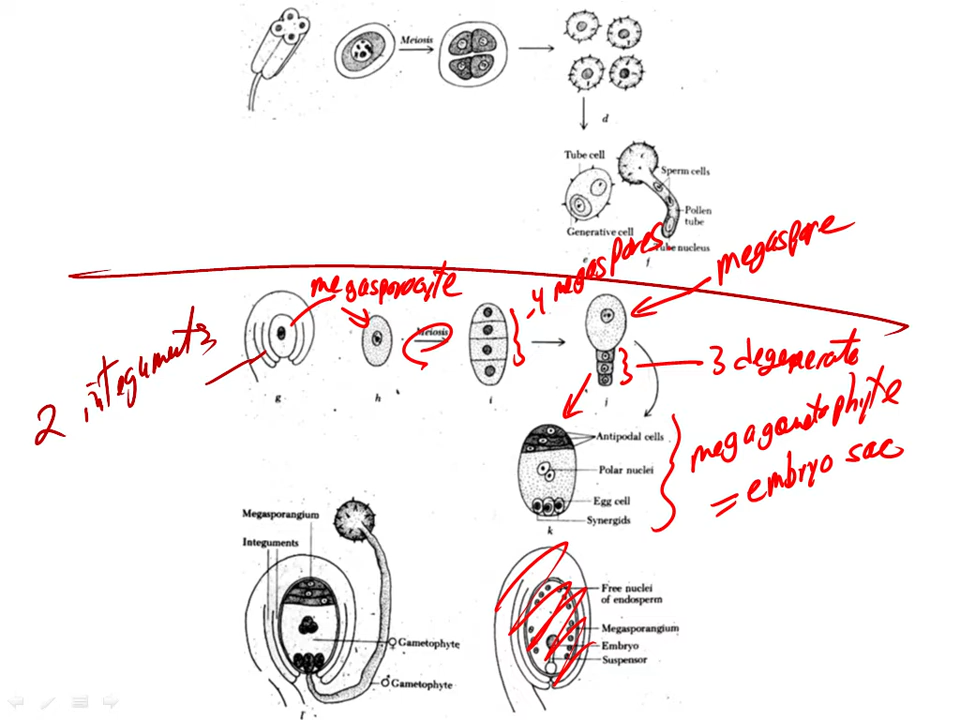 Meiosis
d
Tube cell
Sperm cells
Pollen
tube
Generative cell
Tube nucleus
e
f
megaspores
megaspore
megasporocyte
-4 megaspores
Meiosis
2 integuments
3 degenerate
g
h
i
j
Antipodal cells
Polar nuclei
Egg cell
Synergids
k
megagametophyte
= embryo sac
Megasporangium
Integuments
♀ Gametophyte
♂ Gametophyte
l
Free nuclei
of endosperm
Megasporangium
Embryo
Suspensor